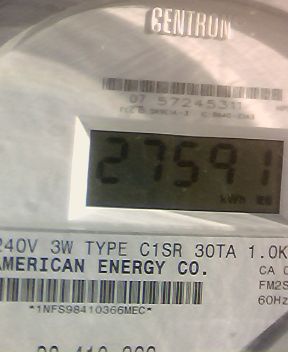 CENTRON
07 57245311
27591
kWh
240V 3W TYPE C1SR 30TA 1.0K
AMERICAN ENERGY CO.
CA 0
FM2S
*1NFS98410366MEC*
60Hz